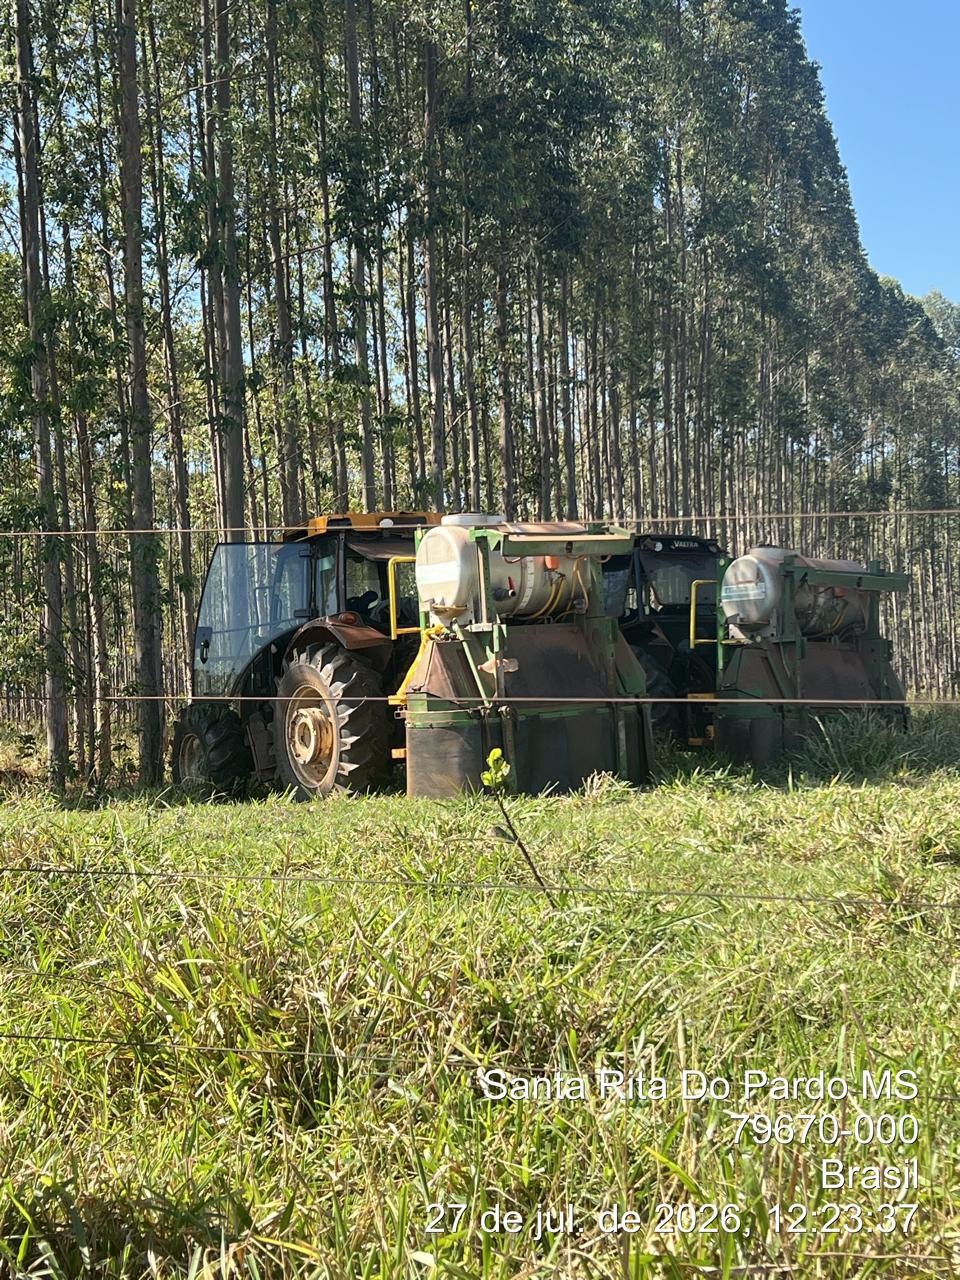 VALTRA
Santa Rita Do Pardo MS
79670-000
Brasil
27 de jul. de 2026, 12:23:37